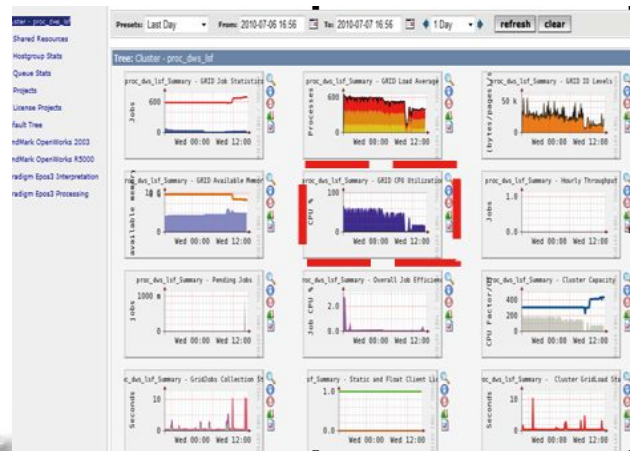 Presets: Last Day From: 2010-07-06 16:56 To: 2010-07-07 16:56 1 Day refresh clear
uster - proc_dws_lsf
Shared Resources
Hostgroup Stats
Queue Stats
Projects
License Projects
fault Tree
ndMark OpenWorks 2003
ndMark OpenWorks R5000
radigm Epos3 Interpretation
radigm Epos3 Processing
Tree: Cluster - proc_dws_lsf
proc_dws_lsf_Summary - GRID Job Statistics
Jobs
600
0
Wed 00:00 Wed 12:00
proc_dws_lsf_Summary - GRID Load Average
Processes
600
0
Wed 00:00 Wed 12:00
proc_dws_lsf_Summary - GRID IO Levels
(bytes/pages)/
50 k
0
Wed 00:00 Wed 12:00
proc_dws_lsf_Summary - GRID Available Memor
available memory
0
Wed 00:00 Wed 12:00
proc_dws_lsf_Summary - GRID CPU Utilization
CPU %
100
0
Wed 00:00 Wed 12:00
proc_dws_lsf_Summary - Hourly Throughput
Jobs
1.0
0.0
Wed 00:00 Wed 12:00
proc_dws_lsf_Summary - Pending Jobs
Jobs
1000 m
0
Wed 00:00 Wed 12:00
proc_dws_lsf_Summary - Overall Job Efficien
Job CPU %
2.0
0.0
Wed 00:00 Wed 12:00
proc_dws_lsf_Summary - Cluster Capacity
CPU Factor/
400
200
0
Wed 00:00 Wed 12:00
oc_dws_lsf_Summary - GridJobs Collection St
Seconds
10
0
Wed 00:00 Wed 12:00
sf_Summary - Static and Float Client Li
1.0
0.0
Wed 00:00 Wed 12:00
oc_dws_lsf_Summary - Cluster GridLoad Sta
Seconds
10
0
Wed 00:00 Wed 12:00